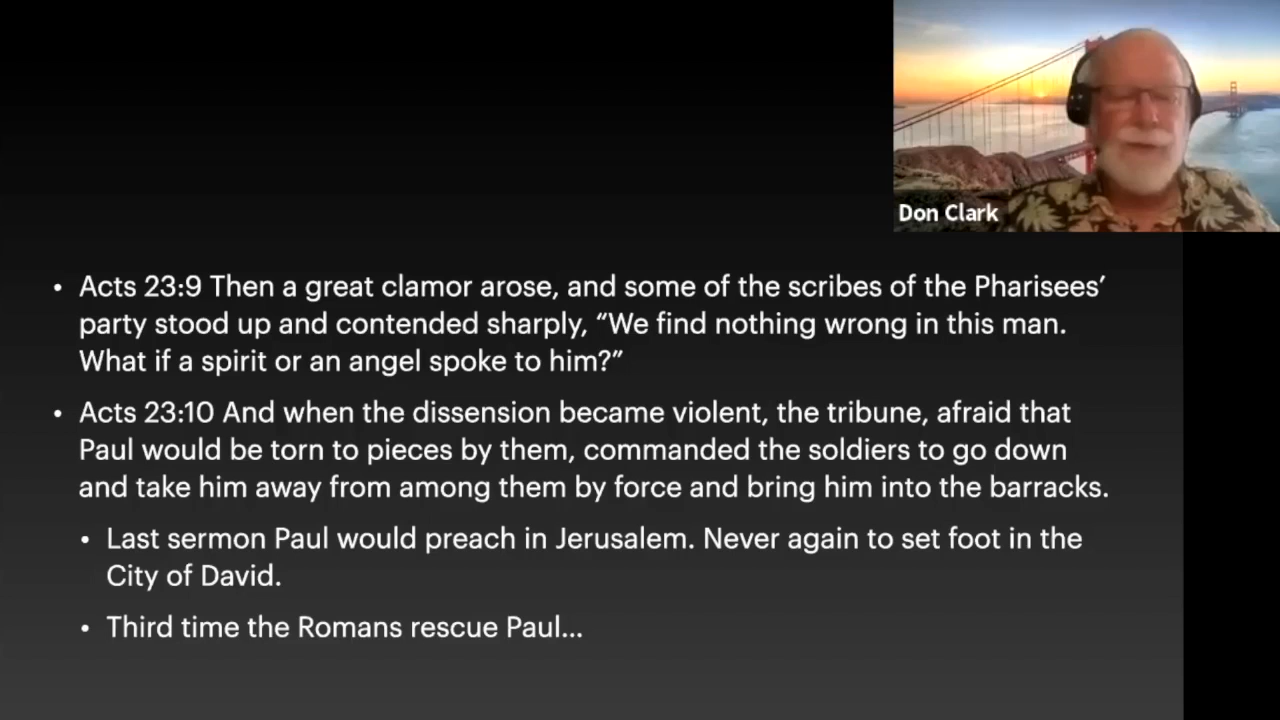 Don Clark
• Acts 23:9 Then a great clamor arose, and some of the scribes of the Pharisees’
party stood up and contended sharply, “We find nothing wrong in this man.
What if a spirit or an angel spoke to him?”
• Acts 23:10 And when the dissension became violent, the tribune, afraid that
Paul would be torn to pieces by them, commanded the soldiers to go down
and take him away from among them by force and bring him into the barracks.
• Last sermon Paul would preach in Jerusalem. Never again to set foot in the
City of David.
• Third time the Romans rescue Paul...